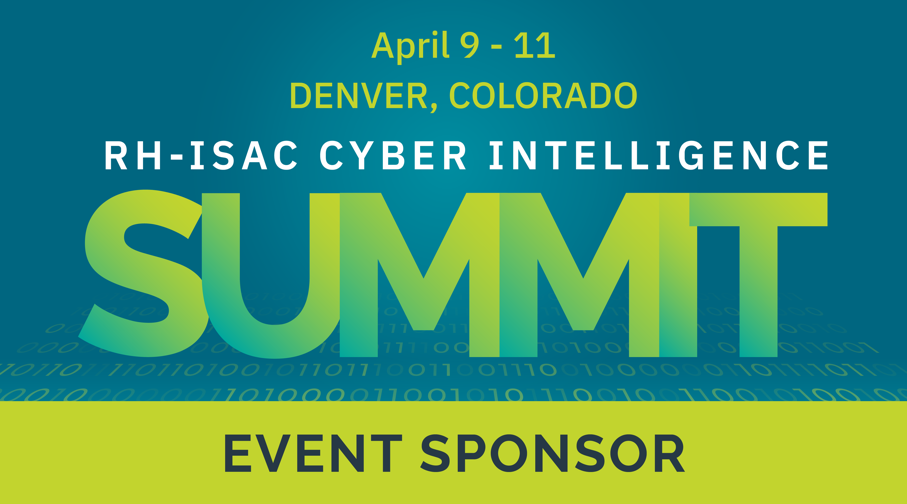 April 9 - 11
DENVER, COLORADO
RH-ISAC CYBER INTELLIGENCE
SUMMIT
EVENT SPONSOR